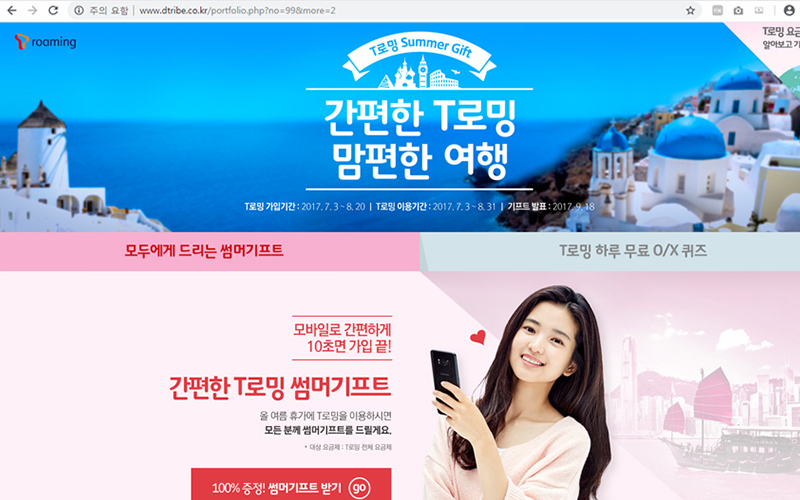 주의 요함 | www.dtribe.co.kr/portfolio.php?no=99&more=2
T roaming
T로밍 Summer Gift
T로밍 요금
알아보고 기
간편한 T로밍
맘편한 여행
T로밍 가입기간 : 2017. 7. 3 ~ 8. 20 | T로밍 이용기간 : 2017. 7. 3 ~ 8. 31 | 기프트 발표 : 2017. 9. 18
모두에게 드리는 썸머기프트
T로밍 하루 무료 O/X 퀴즈
모바일로 간편하게
10초면 가입 끝!
간편한 T로밍 썸머기프트
올 여름 휴가에 T로밍을 이용하시면
모든 분께 썸머기프트를 드릴게요.
* 대상 요금제 : T로밍 전체 요금제
100% 증정! 썸머기프트 받기 go